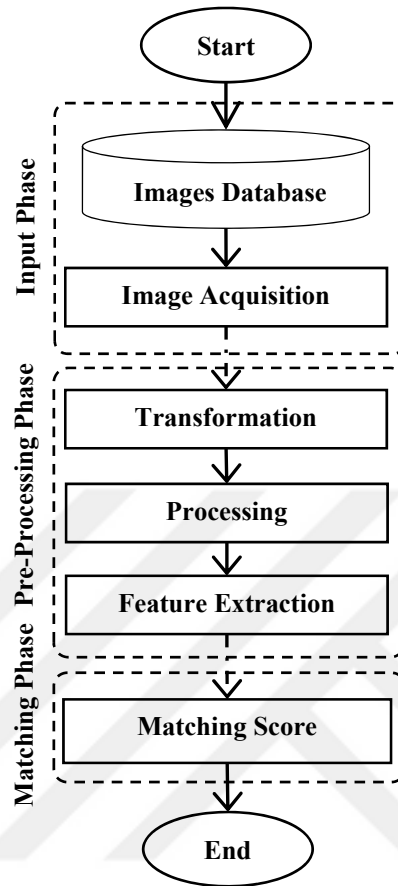 Start
Input Phase
Images Database
Image Acquisition
Pre-Processing Phase
Transformation
Processing
Feature Extraction
Matching Phase
Matching Score
End